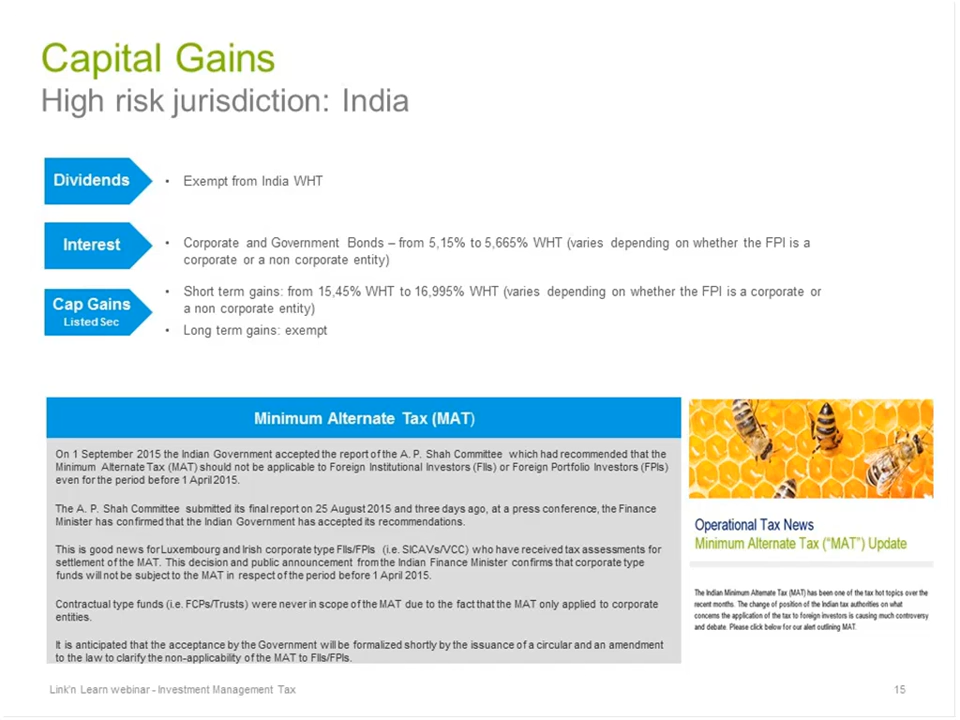 Capital Gains
High risk jurisdiction: India
Dividends
• Exempt from India WHT
Interest
• Corporate and Government Bonds – from 5,15% to 5,665% WHT (varies depending on whether the FPI is a
corporate or a non corporate entity)
Cap Gains
Listed Sec
• Short term gains: from 15,45% WHT to 16,995% WHT (varies depending on whether the FPI is a corporate or
a non corporate entity)
• Long term gains: exempt
Minimum Alternate Tax (MAT)
On 1 September 2015 the Indian Government accepted the report of the A. P. Shah Committee which had recommended that the
Minimum Alternate Tax (MAT) should not be applicable to Foreign Institutional Investors (FIIs) or Foreign Portfolio Investors (FPIs)
even for the period before 1 April 2015.
The A. P. Shah Committee submitted its final report on 25 August 2015 and three days ago, at a press conference, the Finance
Minister has confirmed that the Indian Government has accepted its recommendations.
This is good news for Luxembourg and Irish corporate type FIIs/FPIs (i.e. SICAVs/VCC) who have received tax assessments for
settlement of the MAT. This decision and public announcement from the Indian Finance Minister confirms that corporate type
funds will not be subject to the MAT in respect of the period before 1 April 2015.
Contractual type funds (i.e. FCPs/Trusts) were never in scope of the MAT due to the fact that the MAT only applied to corporate
entities.
It is anticipated that the acceptance by the Government will be formalized shortly by the issuance of a circular and an amendment
to the law to clarify the non-applicability of the MAT to FIIs/FPIs.
Operational Tax News
Minimum Alternate Tax (“MAT”) Update
The Indian Minimum Alternate Tax (MAT) has been one of the tax hot topics over the
recent months. The change of position of the Indian tax authorities on what
concerns the application of the tax to foreign investors is causing much controversy
and debate. Please click below for our alert outlining MAT.
Link'n Learn webinar - Investment Management Tax
15